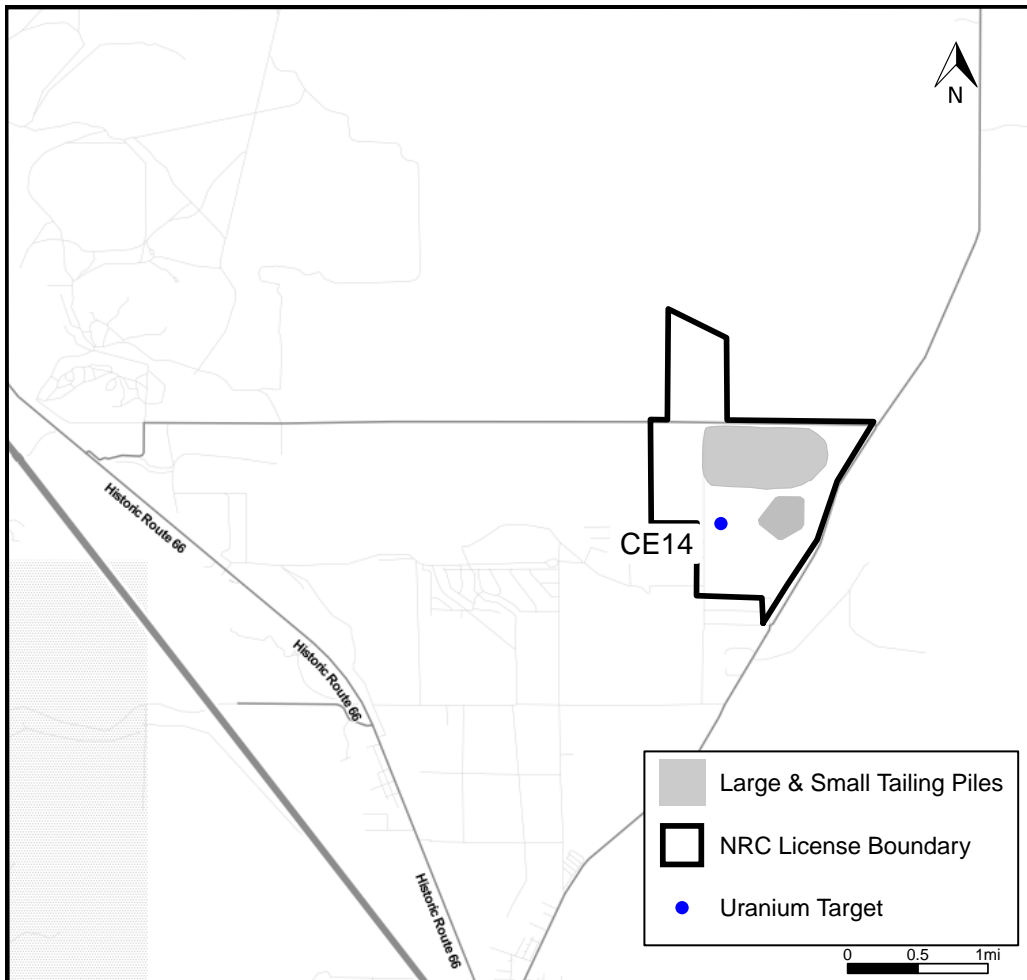 N
Historic Route 66
CE14
Historic Route 66
Historic Route 66
Large & Small Tailing Piles
NRC License Boundary
Uranium Target
0 0.5 1mi